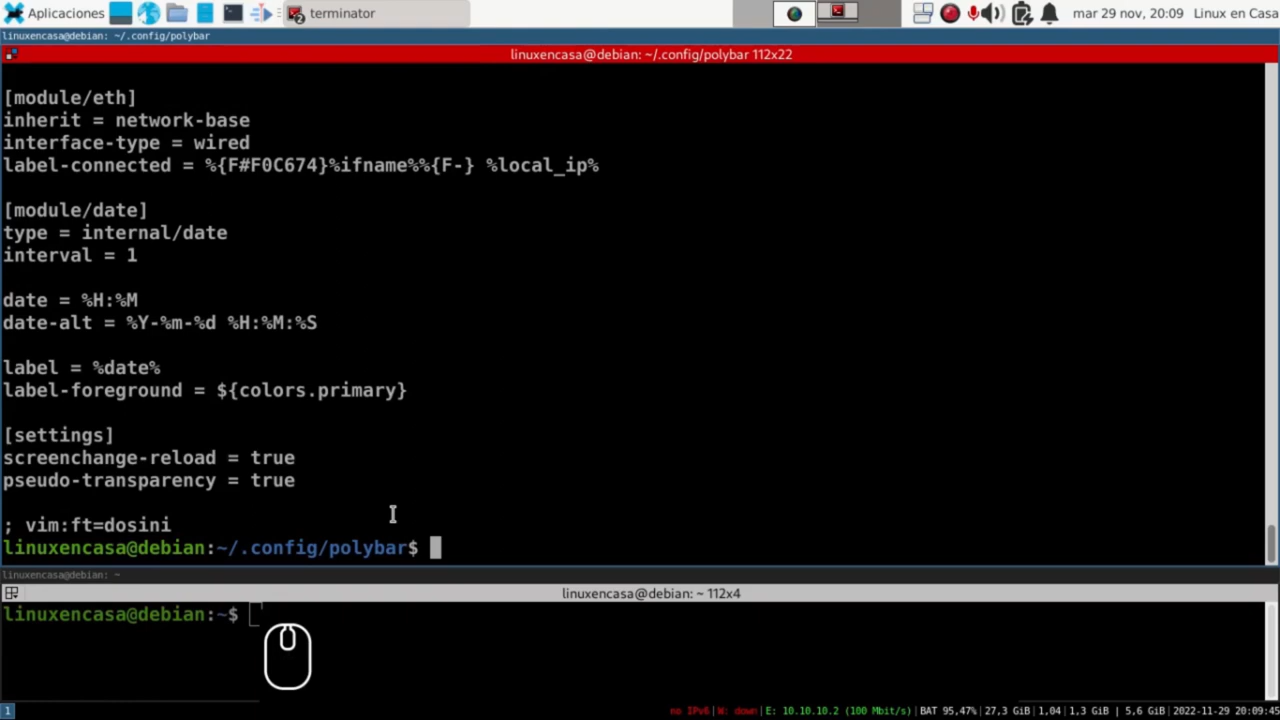 Aplicaciones terminator mar 29 nov, 20:09 Linux en Casa
linuxencasa@debian: ~/.config/polybar
linuxencasa@debian: ~/.config/polybar 112x22
[module/eth]
inherit = network-base
interface-type = wired
label-connected = %{F#F0C674}%ifname%%{F-} %local_ip%
[module/date]
type = internal/date
interval = 1
date = %H:%M
date-alt = %Y-%m-%d %H:%M:%S
label = %date%
label-foreground = ${colors.primary}
[settings]
screenchange-reload = true
pseudo-transparency = true
; vim:ft=dosini
linuxencasa@debian:~/.config/polybar$
linuxencasa@debian: ~
linuxencasa@debian: ~ 112x4
linuxencasa@debian:~$
1 no IPv6|W: down|E: 10.10.10.2 (100 Mbit/s)|BAT 95,47%|27,3 GiB|1,04|1,3 GiB|5,6 GiB|2022-11-29 20:09:45